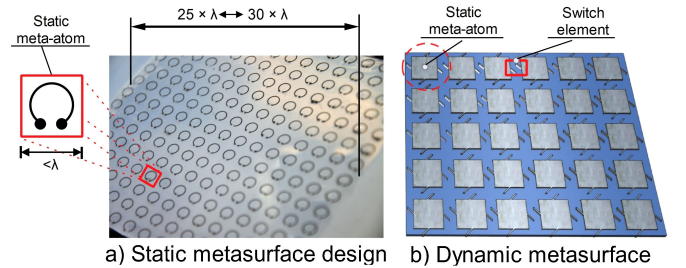 Static
meta-atom
25 × λ ↔ 30 × λ
<λ
a) Static metasurface design
Static
meta-atom
Switch
element
b) Dynamic metasurface